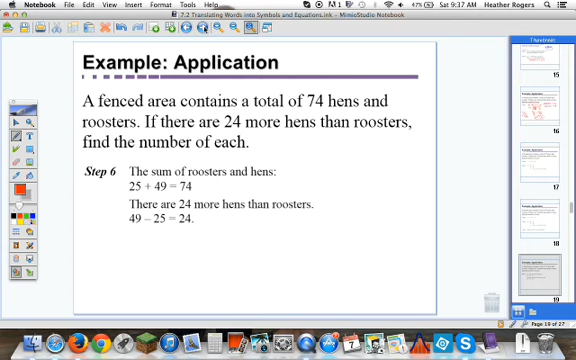 Notebook File Edit View Insert Format Tools Help
47% Sat 9:37 AM Heather Rogers
7.2 Translating Words into Symbols and Equations.ink — MimioStudio Notebook
Example: Application
A fenced area contains a total of 74 hens and
roosters. If there are 24 more hens than roosters,
find the number of each.
Step 6 The sum of roosters and hens:
25 + 49 = 74
There are 24 more hens than roosters.
49 – 25 = 24.
Thumbnails
15
16
17
18
19
Page 19 of 27